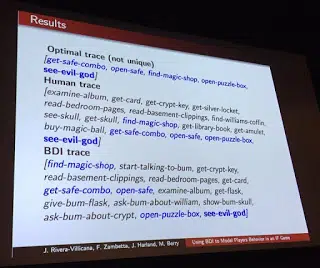 Results
Optimal trace (not unique)
[get-safe-combo, open-safe, find-magic-shop, open-puzzle-box,
see-evil-god]
Human trace
[examine-album, get-card, get-crypt-key, get-silver-locket,
read-bedroom-pages, read-basement-clippings, find-williams-coffin,
see-skull, get-skull, find-magic-shop, get-library-book, get-amulet,
buy-magic-ball, get-safe-combo, open-safe, open-puzzle-box,
see-evil-god]
BDI trace
[find-magic-shop, start-talking-to-bum, get-crypt-key,
read-basement-clippings, read-bedroom-pages, get-card,
get-safe-combo, open-safe, examine-album, get-flask,
give-bum-flask, ask-bum-about-william, show-bum-skull,
ask-bum-about-crypt, open-puzzle-box, see-evil-god]
J. Rivera-Villicana, F. Zambetta, J. Harland, M. Berry
Using BDI to Model Players Behavior in an IF Game